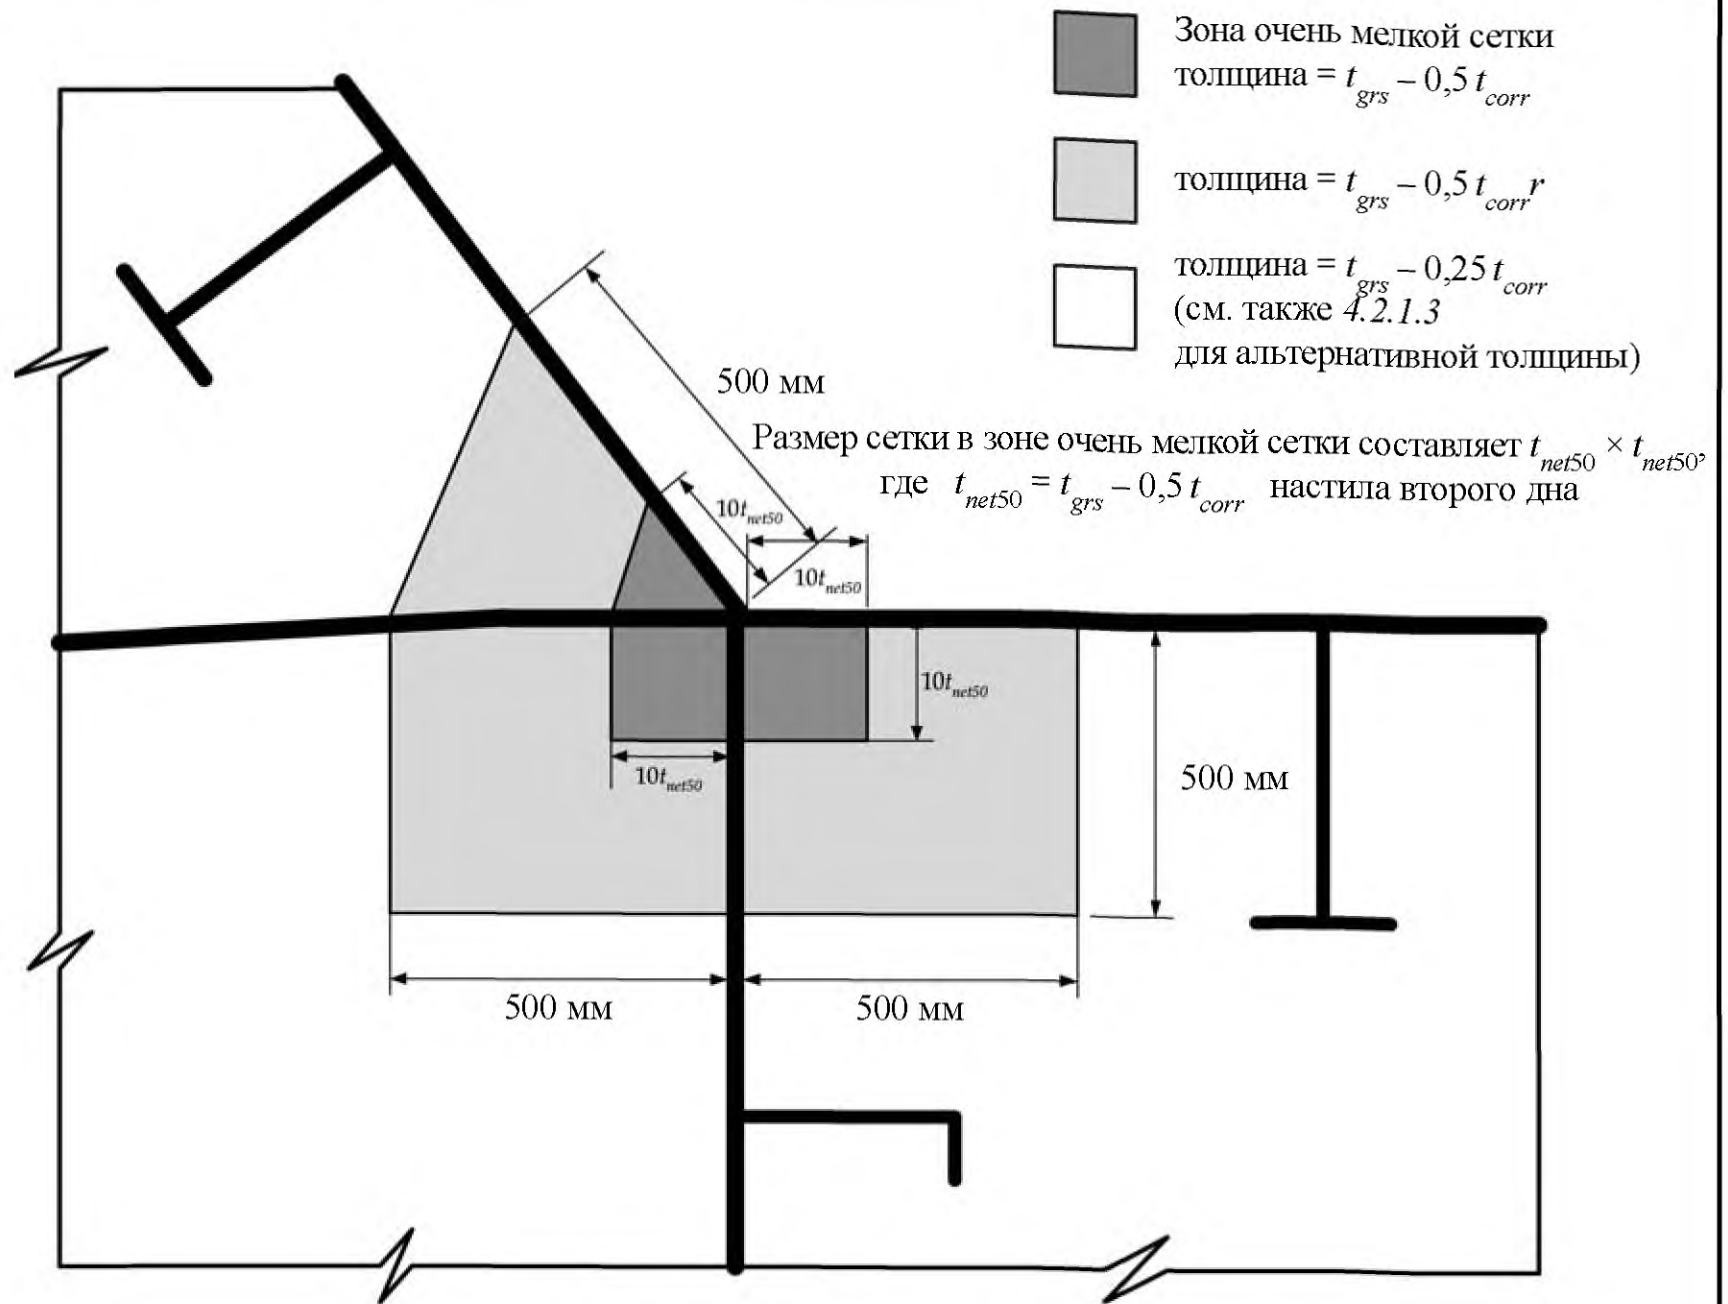 Зона очень мелкой сетки
толщина = t_grs – 0,5 t_corr
толщина = t_grs – 0,5 t_corr r
толщина = t_grs – 0,25 t_corr
(см. также 4.2.1.3
для альтернативной толщины)
500 мм
Размер сетки в зоне очень мелкой сетки составляет t_net50 × t_net50,
где t_net50 = t_grs – 0,5 t_corr настила второго дна
10t_net50
10t_net50
10t_net50
10t_net50
500 мм
500 мм
500 мм